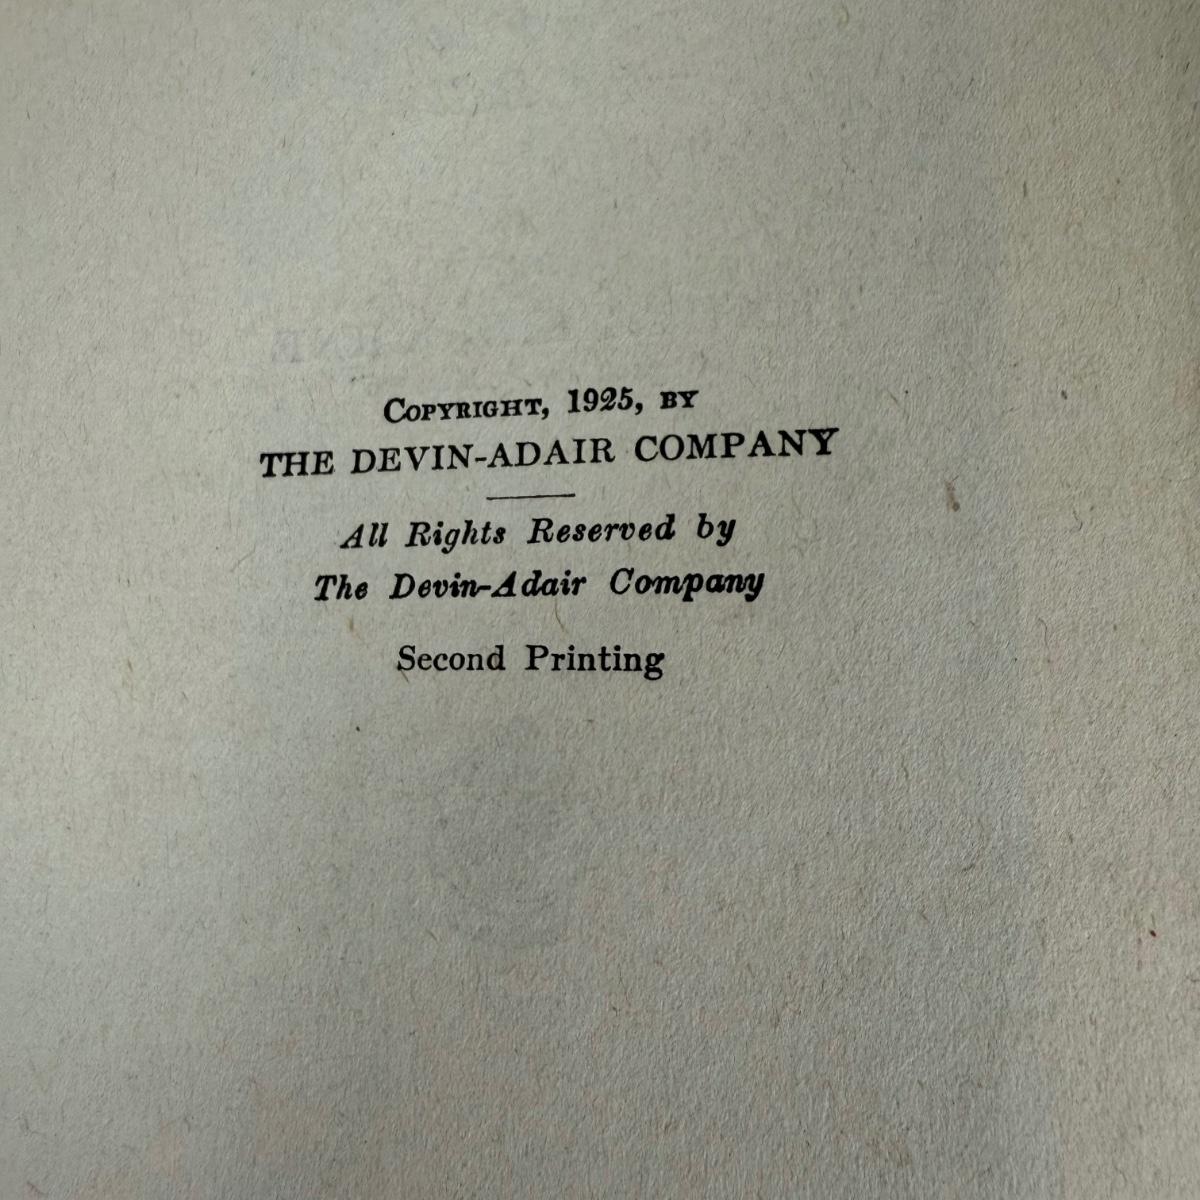 COPYRIGHT, 1925, BY
THE DEVIN-ADAIR COMPANY
All Rights Reserved by
The Devin-Adair Company
Second Printing